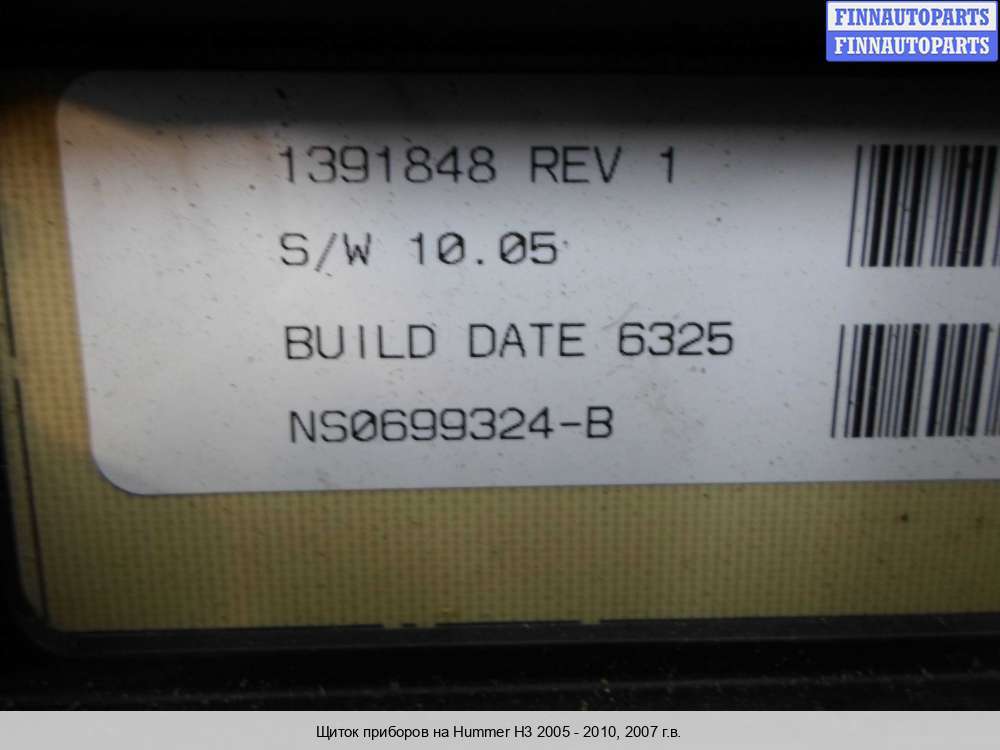 FINNAUTOPARTS
FINNAUTOPARTS
1391848 REV 1
S/W 10.05
BUILD DATE 6325
NS0699324-B
Щиток приборов на Hummer H3 2005 - 2010, 2007 г.в.